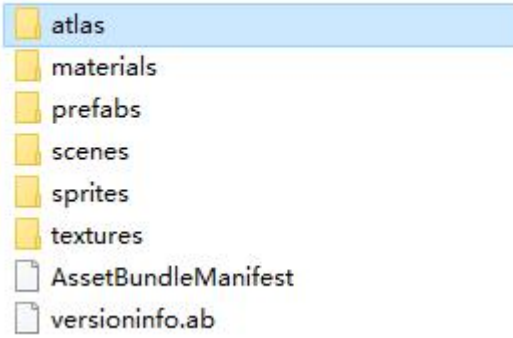 atlas
materials
prefabs
scenes
sprites
textures
AssetBundleManifest
versioninfo.ab